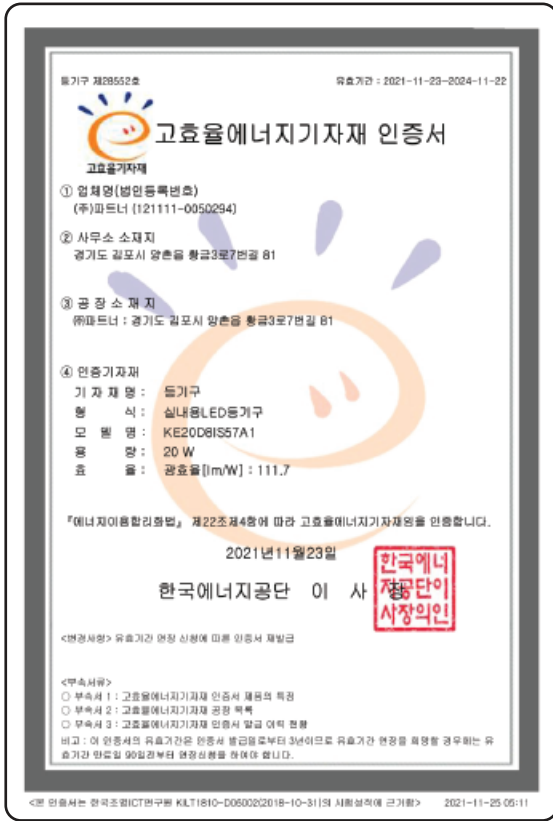 등기구 제28552호
유효기간 : 2021-11-23~2024-11-22
고효율에너지기자재 인증서
고효율기자재
① 업체명(법인등록번호)
(주)파트너 (121111-0050294)
② 사무소 소재지
경기도 김포시 양촌읍 황금3로7번길 81
③ 공 장 소 재 지
㈜파트너 : 경기도 김포시 양촌읍 황금3로7번길 81
④ 인증기자재
기 자 재 명 : 등기구
형 식 : 실내용LED등기구
모 델 명 : KE20D8IS57A1
용 량 : 20 W
효 율 : 광효율[lm/W] : 111.7
『에너지이용합리화법』 제22조제4항에 따라 고효율에너지기자재임을 인증합니다.
2021년11월23일
한국에너지공단 이 사 장
한국에너
지공단이
사장의인
<변경사항> 유효기간 연장 신청에 따른 인증서 재발급
<부속서류>
○ 부속서 1 : 고효율에너지기자재 인증서 제품의 특징
○ 부속서 2 : 고효율에너지기자재 공장 목록
○ 부속서 3 : 고효율에너지기자재 인증서 발급 이력 현황
비고 : 이 인증서의 유효기간은 인증서 발급일로부터 3년이므로 유효기간 연장을 희망할 경우에는 유
효기간 만료일 90일전부터 연장신청을 하여야 합니다.
<본 인증서는 한국조명ICT연구원 KILT1810-D06002(2018-10-31)의 시험성적에 근거함>
2021-11-25 05:11